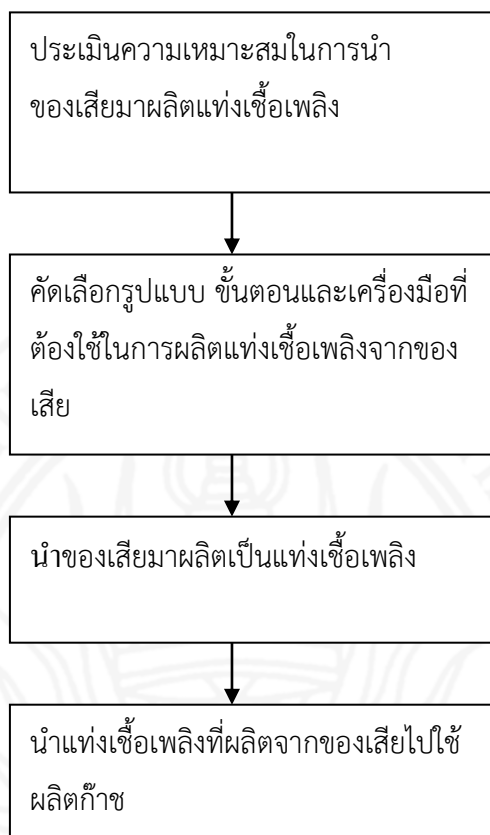 ประเมินความเหมาะสมในการนำ
ของเสียมาผลิตแท่งเชื้อเพลิง
คัดเลือกรูปแบบ ขั้นตอนและเครื่องมือที่
ต้องใช้ในการผลิตแท่งเชื้อเพลิงจากของ
เสีย
นำของเสียมาผลิตเป็นแท่งเชื้อเพลิง
นำแท่งเชื้อเพลิงที่ผลิตจากของเสียไปใช้
ผลิตก๊าซ